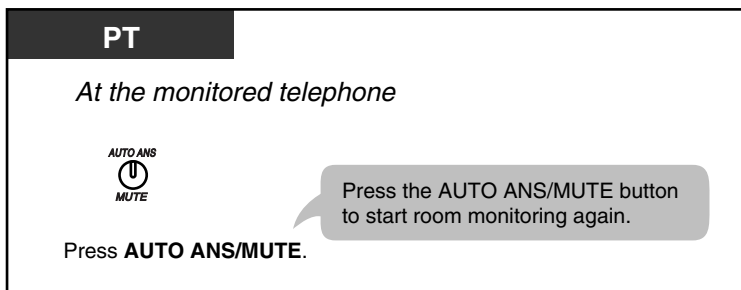 PT
At the monitored telephone
AUTO ANS
MUTE
Press the AUTO ANS/MUTE button
to start room monitoring again.
Press AUTO ANS/MUTE.